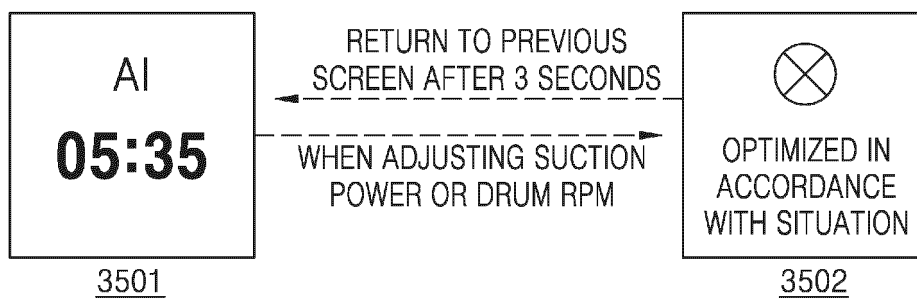 AI
05:35
3501
RETURN TO PREVIOUS
SCREEN AFTER 3 SECONDS
WHEN ADJUSTING SUCTION
POWER OR DRUM RPM
OPTIMIZED IN
ACCORDANCE
WITH SITUATION
3502